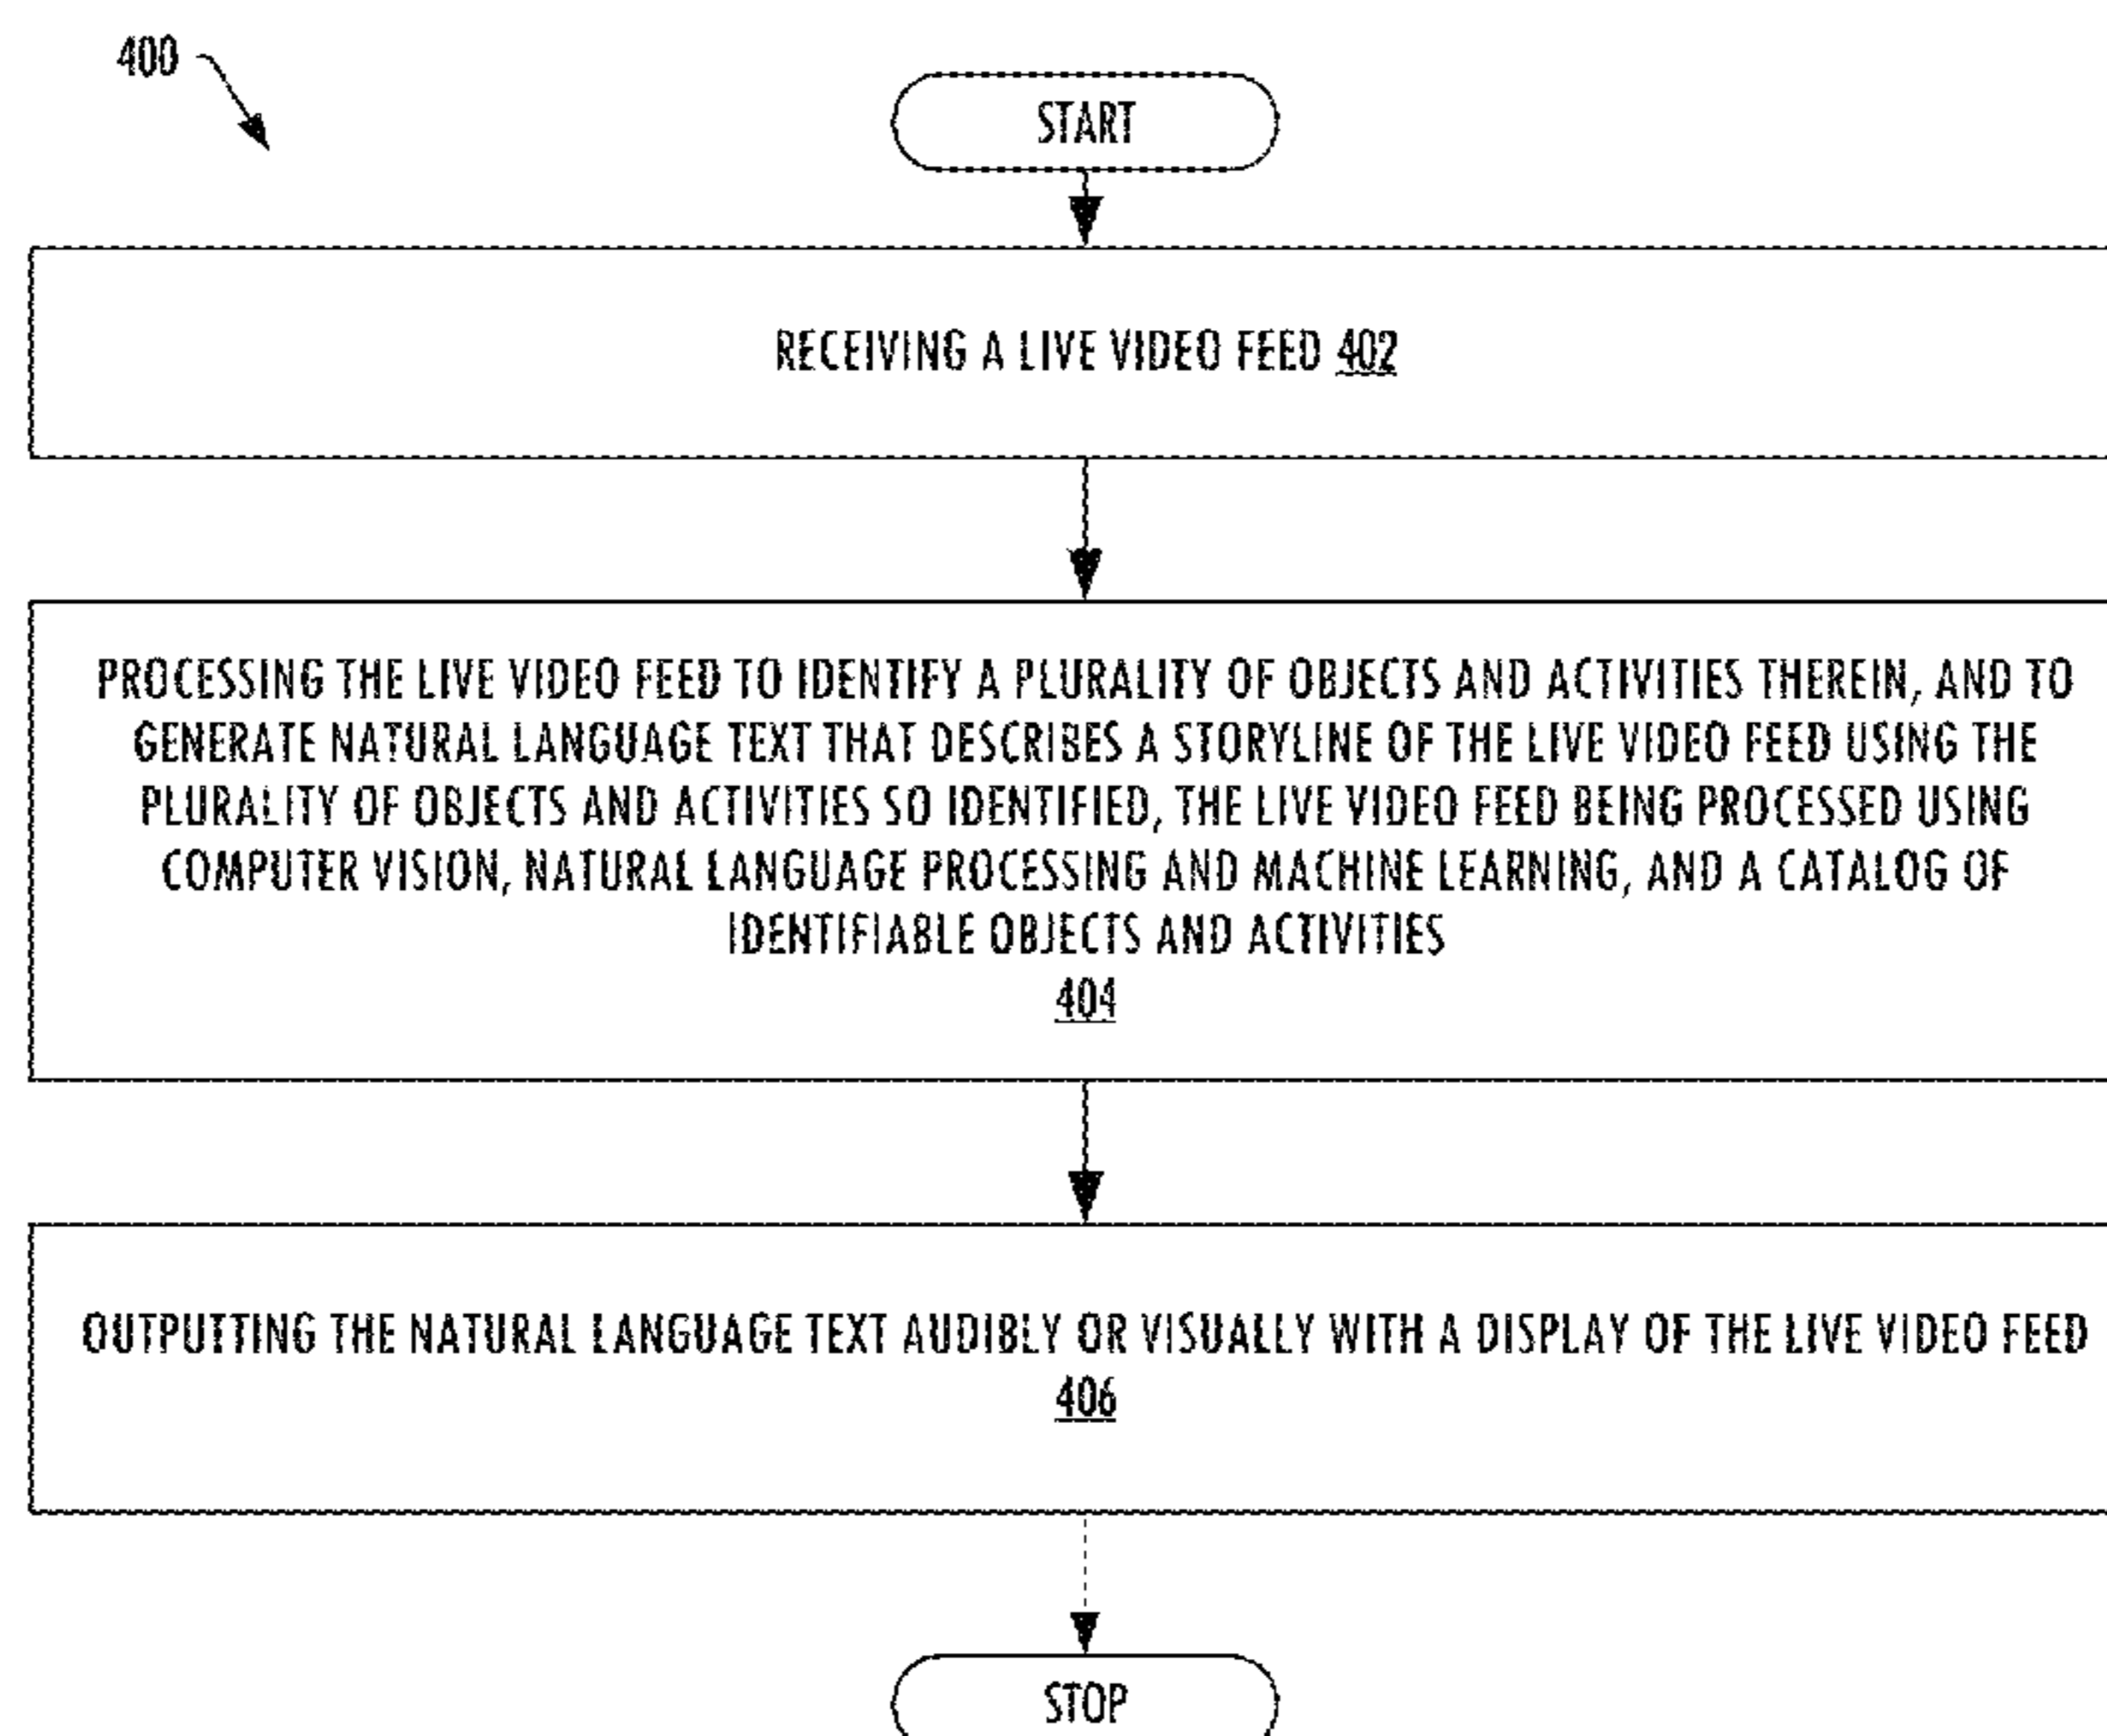 400
START
RECEIVING A LIVE VIDEO FEED 402
PROCESSING THE LIVE VIDEO FEED TO IDENTIFY A PLURALITY OF OBJECTS AND ACTIVITIES THEREIN, AND TO
GENERATE NATURAL LANGUAGE TEXT THAT DESCRIBES A STORYLINE OF THE LIVE VIDEO FEED USING THE
PLURALITY OF OBJECTS AND ACTIVITIES SO IDENTIFIED, THE LIVE VIDEO FEED BEING PROCESSED USING
COMPUTER VISION, NATURAL LANGUAGE PROCESSING AND MACHINE LEARNING, AND A CATALOG OF
IDENTIFIABLE OBJECTS AND ACTIVITIES
404
OUTPUTTING THE NATURAL LANGUAGE TEXT AUDIBLY OR VISUALLY WITH A DISPLAY OF THE LIVE VIDEO FEED
406
STOP